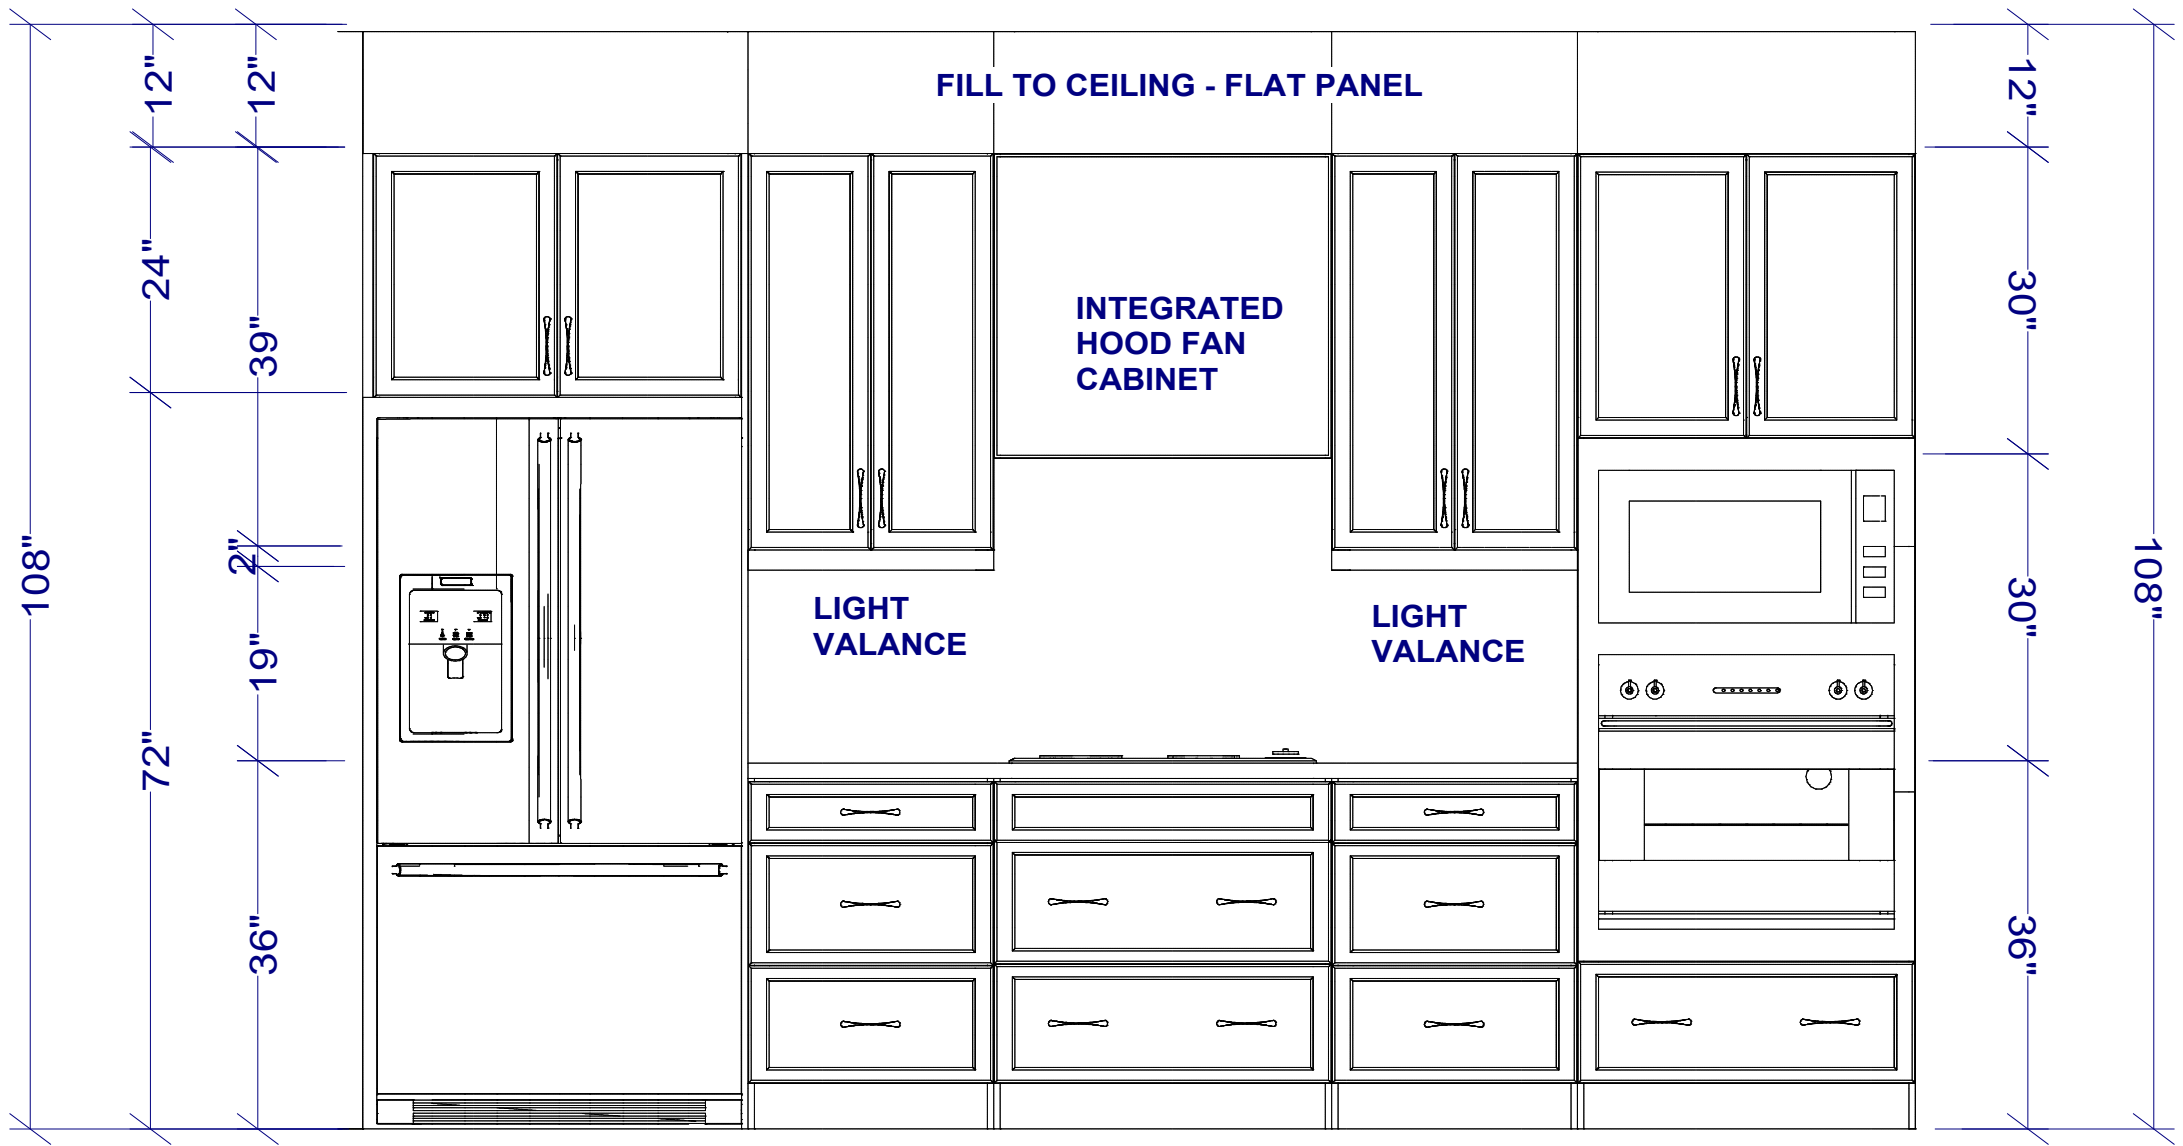 12"
12"
FILL TO CEILING - FLAT PANEL
12"
24"
39"
INTEGRATED
HOOD FAN
CABINET
30"
108"
2"
19"
72"
36"
LIGHT
VALANCE
LIGHT
VALANCE
30"
36"
108"